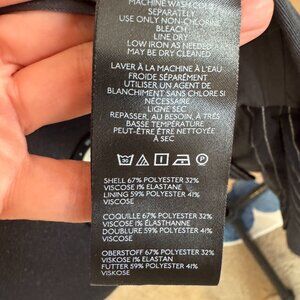 MACHINE WASH COLD
SEPARATELY
USE ONLY NON-CHLORINE
BLEACH
LINE DRY
LOW IRON AS NEEDED
MAY BE DRY CLEANED
LAVER À LA MACHINE À L'EAU
FROIDE SÉPARÉMENT
UTILISER UN AGENT DE
BLANCHIMENT SANS CHLORE SI
NÉCESSAIRE
LIGNE SEC
REPASSER, AU BESOIN, À TRÈS
BASSE TEMPÉRATURE
PEUT-ÊTRE ÊTRE NETTOYÉE
À SEC
SHELL 67% POLYESTER 32%
VISCOSE 1% ELASTANE
LINING 59% POLYESTER 41%
VISCOSE
COQUILLE 67% POLYESTER 32%
VISCOSE 1% ÉLASTHANNE
DOUBLURE 59% POLYESTER 41%
VISCOSE
OBERSTOFF 67% POLYESTER 32%
VISKOSE 1% ELASTAN
FUTTER 59% POLYESTER 41%
VISKOSE